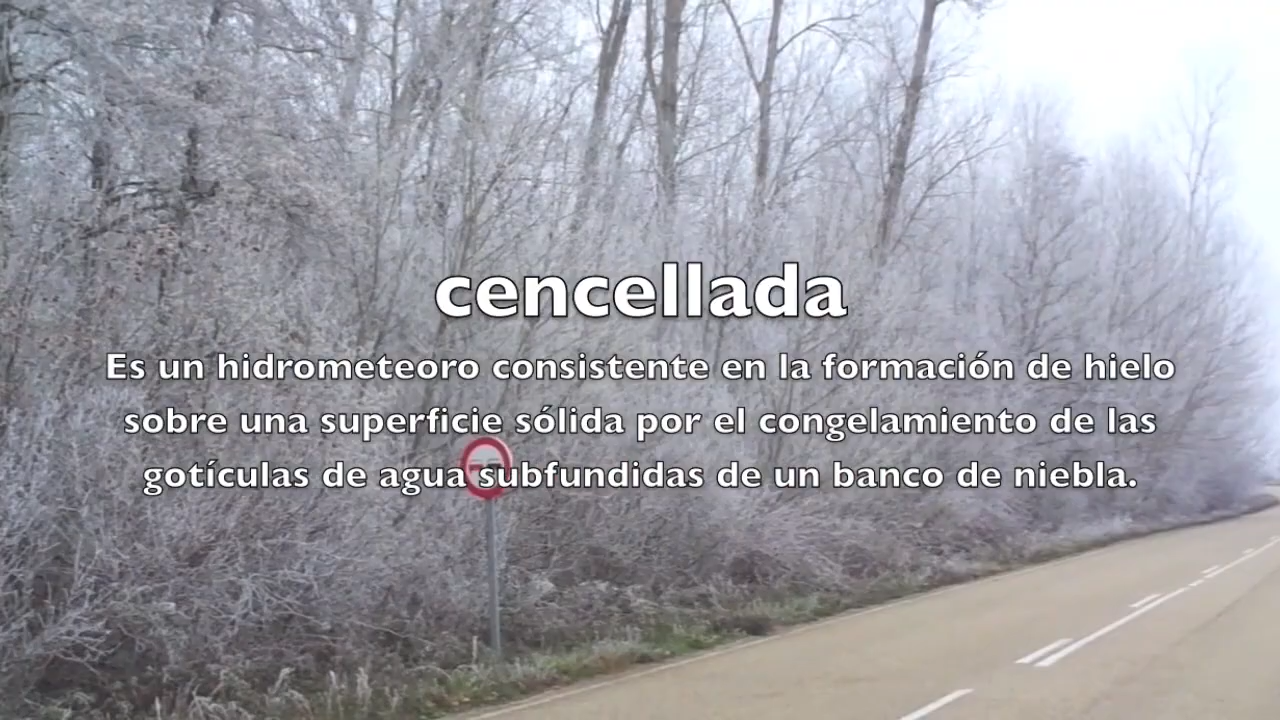 cencellada
Es un hidrometeoro consistente en la formación de hielo
sobre una superficie sólida por el congelamiento de las
gotículas de agua subfundidas de un banco de niebla.